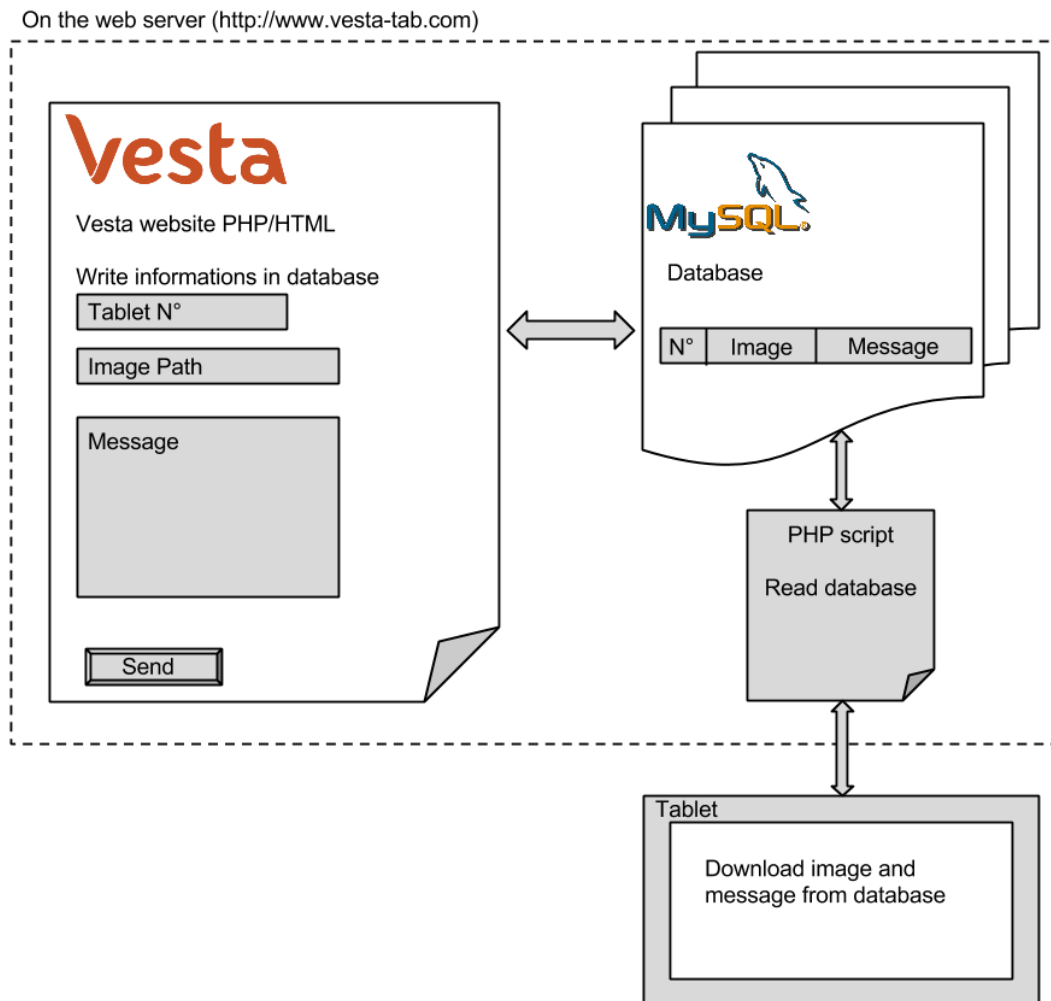 On the web server (http://www.vesta-tab.com)
Vesta
Vesta website PHP/HTML
Write informations in database
Tablet N°
Image Path
Message
Send
MySQL®
Database
N° Image Message
PHP script
Read database
Tablet
Download image and
message from database